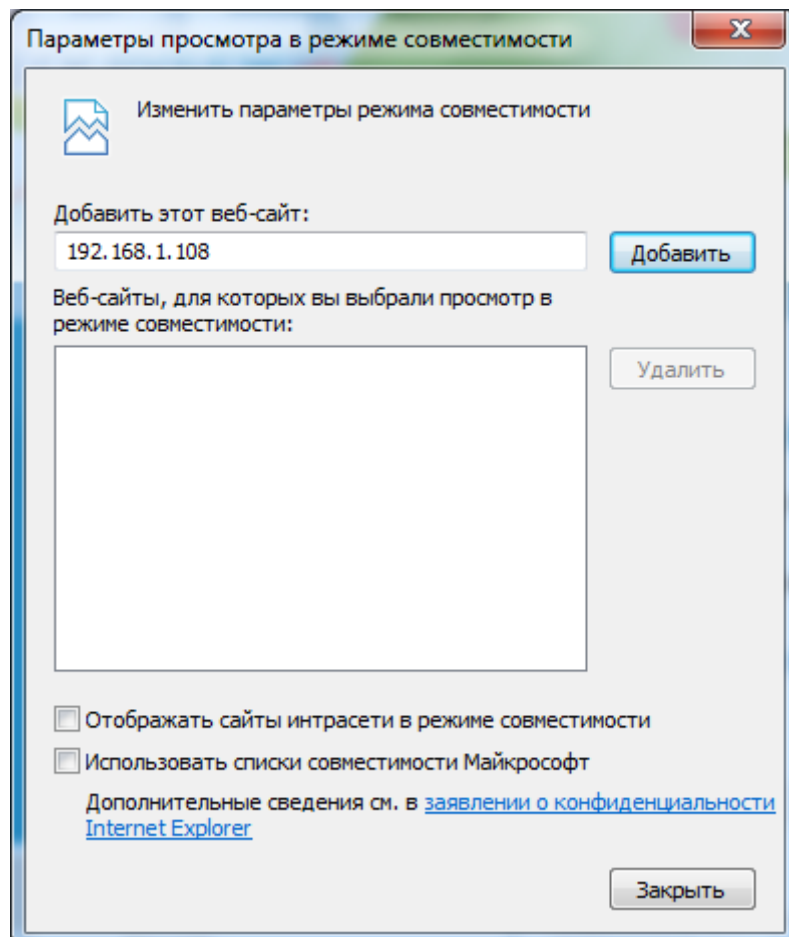 Параметры просмотра в режиме совместимости
Изменить параметры режима совместимости
Добавить этот веб-сайт:
192.168.1.108
Добавить
Веб-сайты, для которых вы выбрали просмотр в
режиме совместимости:
Удалить
Отображать сайты интрасети в режиме совместимости
Использовать списки совместимости Майкрософт
Дополнительные сведения см. в заявлении о конфиденциальности
Internet Explorer
Закрыть